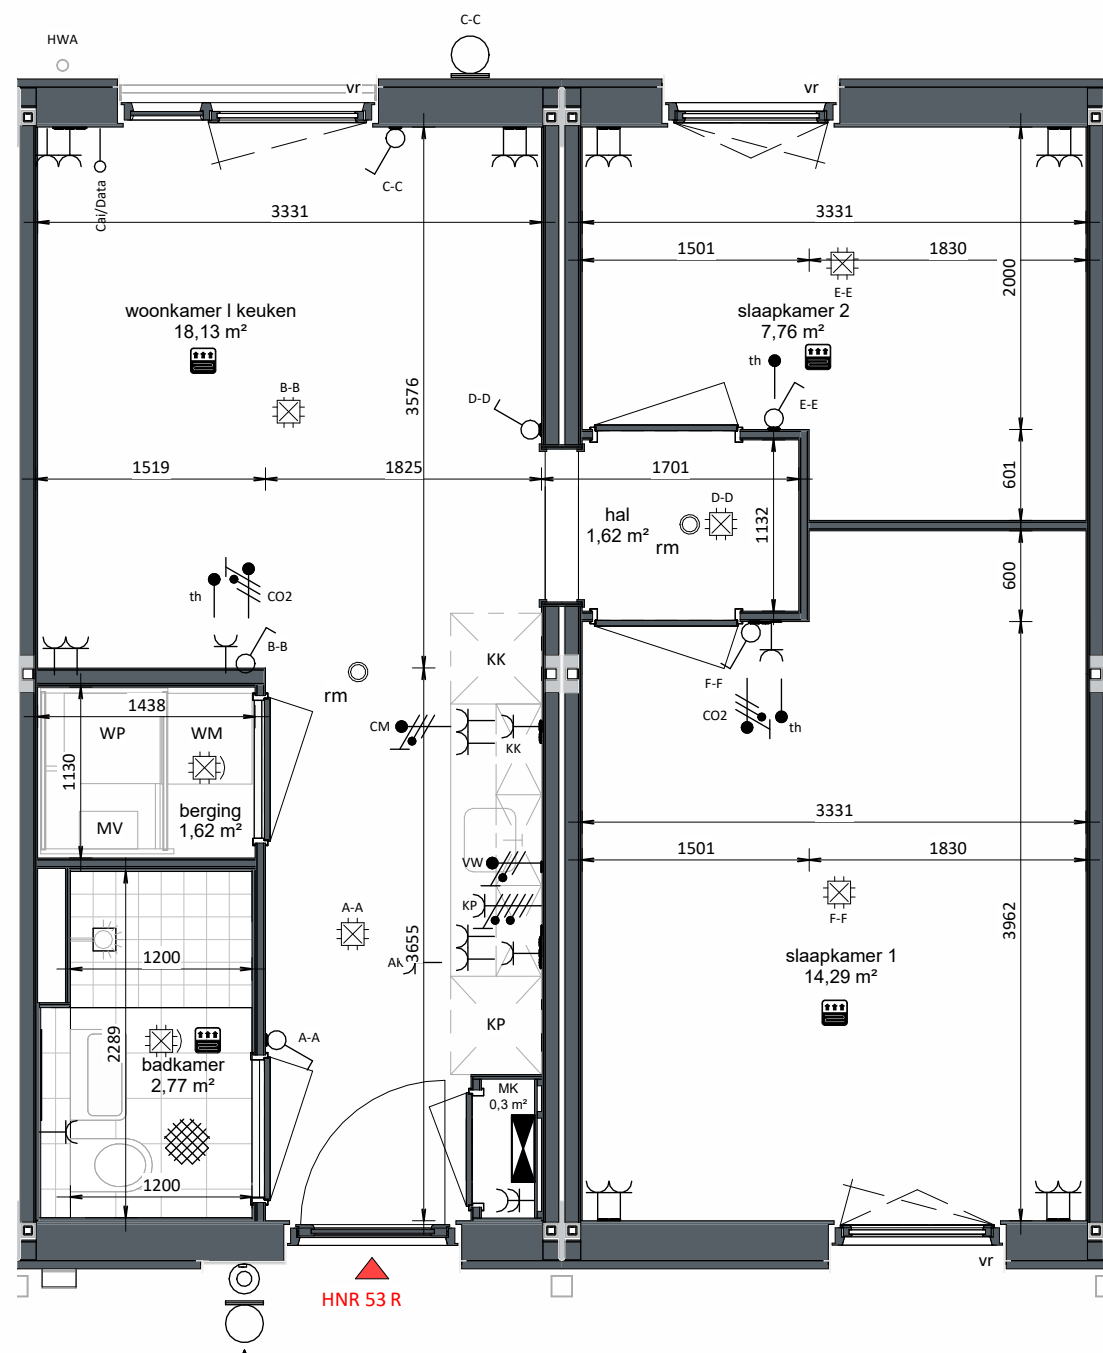 C-C
HWA
vr
vr
C-C
Cai/Data
3331
3331
1501
1830
2000
E-E
woonkamer I keuken
18,13 m²
slaapkamer 2
7,76 m²
th
B-B
3576
D-D
E-E
1519
1825
1701
601
D-D
hal
1,62 m²
rm
1132
600
th
CO2
B-B
KK
rm
F-F
1438
CO2
th
WP
WM
CM
KK
1130
berging
1,62 m²
MV
3331
1501
1830
VW
KP
A-A
F-F
3962
3655
1200
slaapkamer 1
14,29 m²
KP
2289
A-A
badkamer
2,77 m²
MK
0,3 m²
1200
vr
HNR 53 R